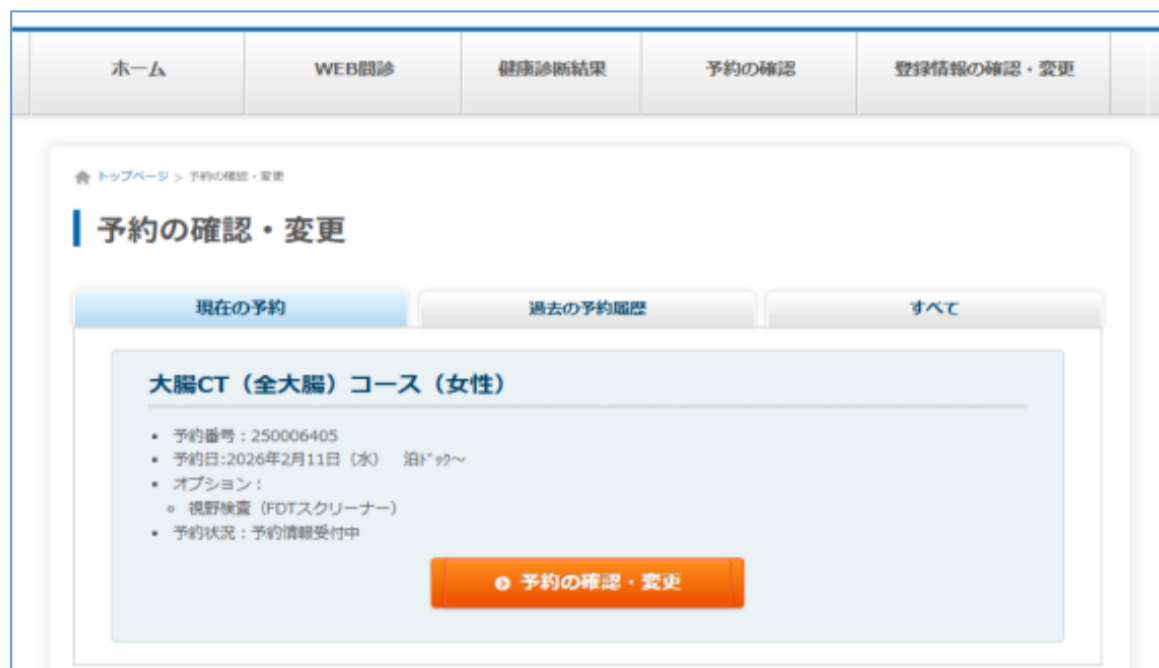 ホーム
WEB問診
健康診断結果
予約の確認
登録情報の確認・変更
トップページ > 予約の確認・変更
予約の確認・変更
現在の予約
過去の予約履歴
すべて
大腸CT（全大腸）コース（女性）
• 予約番号：250006405
• 予約日:2026年2月11日（水）　泊ﾄﾞｯｸ～
• オプション：
○ 視野検査（FDTスクリーナー）
• 予約状況：予約情報受付中
予約の確認・変更